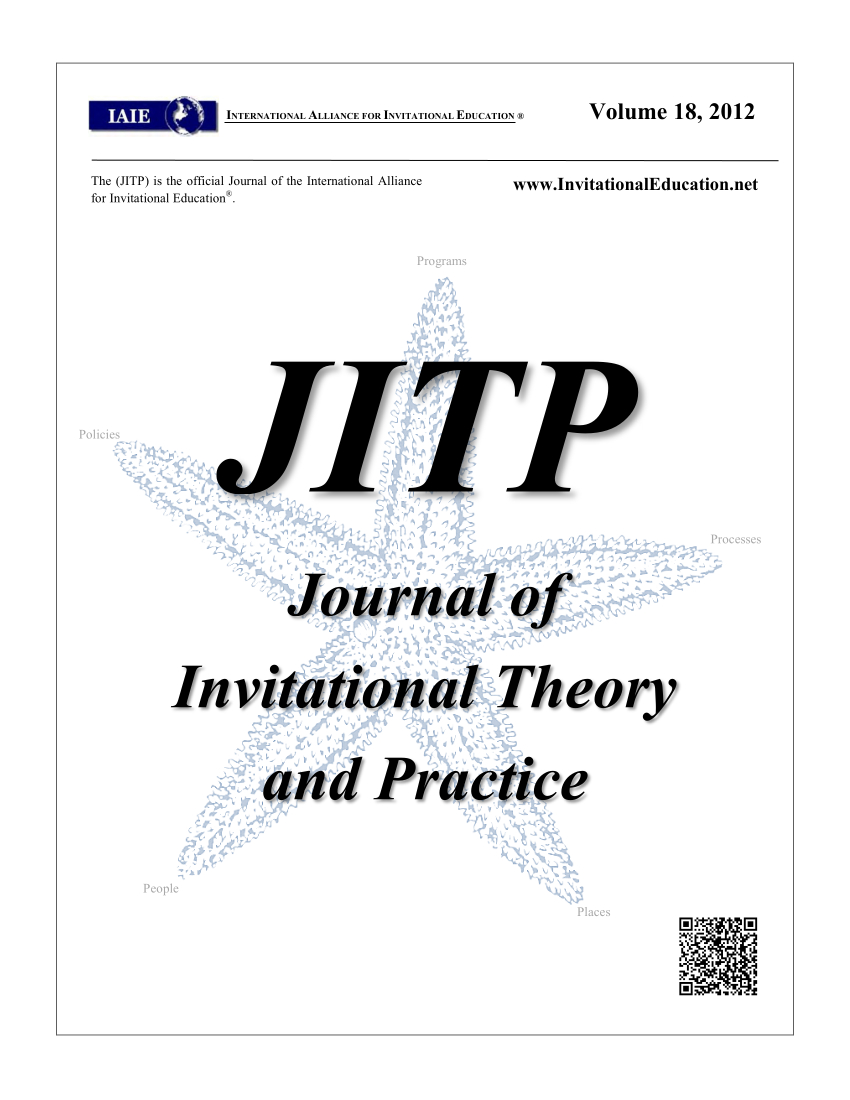 IAIE
INTERNATIONAL ALLIANCE FOR INVITATIONAL EDUCATION ®
Volume 18, 2012
The (JITP) is the official Journal of the International Alliance
for Invitational Education®.
www.InvitationalEducation.net
Programs
JITP
Policies
Processes
Journal of
Invitational Theory
and Practice
People
Places